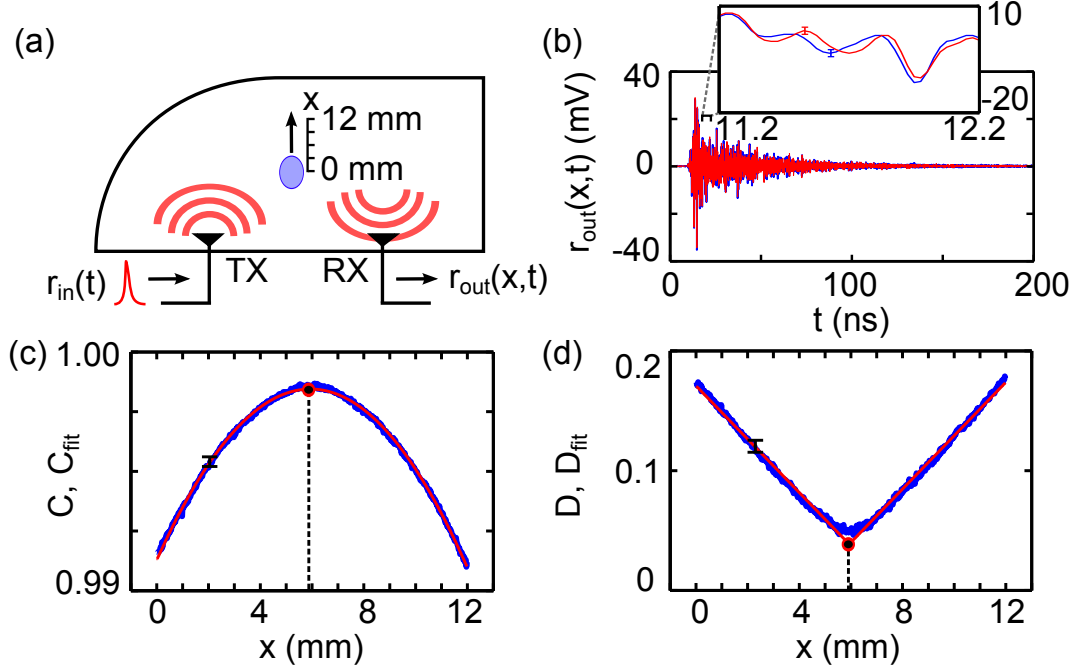 (a)
x
12 mm
0 mm
TX
RX
r_in(t)
r_out(x,t)
(b)
r_out(x,t) (mV)
40
0
-40
0
100
200
t (ns)
10
-20
11.2
12.2
(c)
C, C_fit
1.00
0.99
0
4
8
12
x (mm)
(d)
D, D_fit
0.2
0.1
0
0
4
8
12
x (mm)